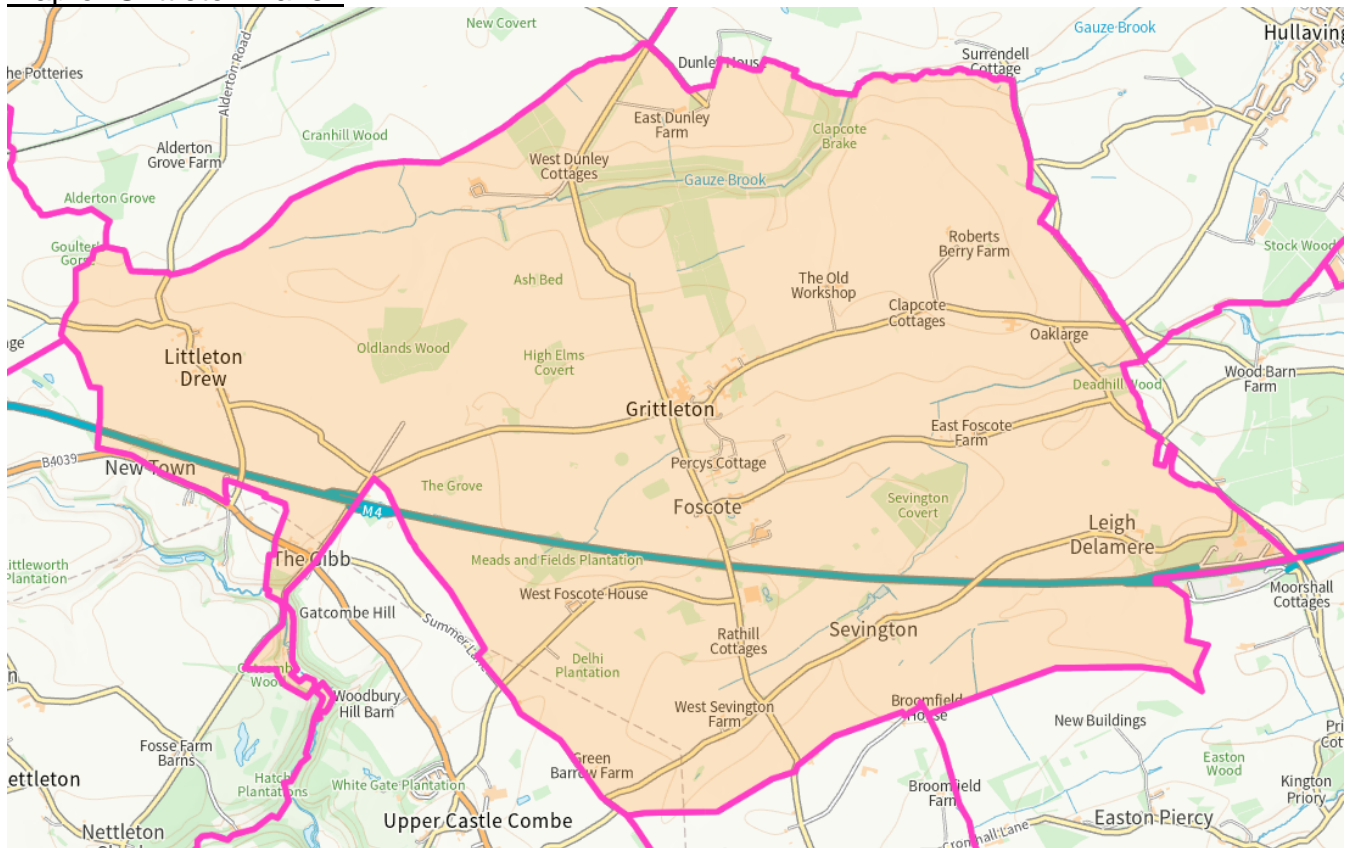 New Covert
Gauze Brook
Hullaving
he Potteries
Alderton Road
Dunley House
Surrendell
Cottage
East Dunley
Farm
Cranhill Wood
Clapcote
Brake
Alderton
Grove Farm
West Dunley
Cottages
Gauze Brook
Alderton Grove
Goulter's
Gorse
Roberts
Berry Farm
Stock Wood
Ash Bed
The Old
Workshop
Clapcote
Cottages
Oaklarge
age
Littleton
Drew
Oldlands Wood
High Elms
Covert
Deadhill Wood
Wood Barn
Farm
Grittleton
East Foscote
Farm
B4039
New Town
Percys Cottage
The Grove
Foscote
Sevington
Covert
M4
Leigh
Delamere
The Gibb
Meads and Fields Plantation
ittleworth
Plantation
West Foscote House
Moorshall
Cottages
Gatcombe Hill
Summer Lane
Rathill
Cottages
Sevington
Delhi
Plantation
Woodbury
Hill Barn
West Sevington
Farm
Broomfield
House
New Buildings
Fosse Farm
Barns
Green
Barrow Farm
Easton
Wood
ettleton
Hatch
Plantations
White Gate Plantation
Broomfield
Farm
Kington
Priory
Upper Castle Combe
Easton Piercy
Nettleton